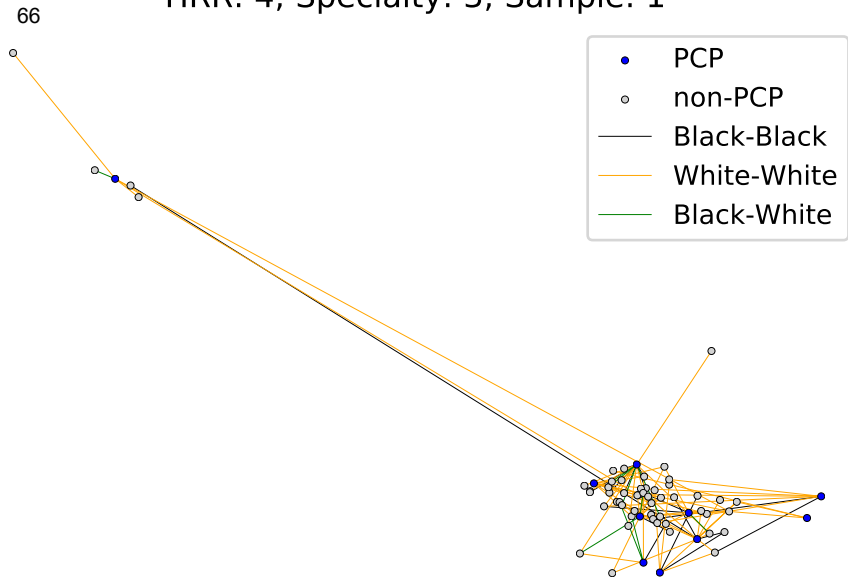 HRR: 4, Specialty: 3, Sample: 1
66
PCP
non-PCP
Black-Black
White-White
Black-White